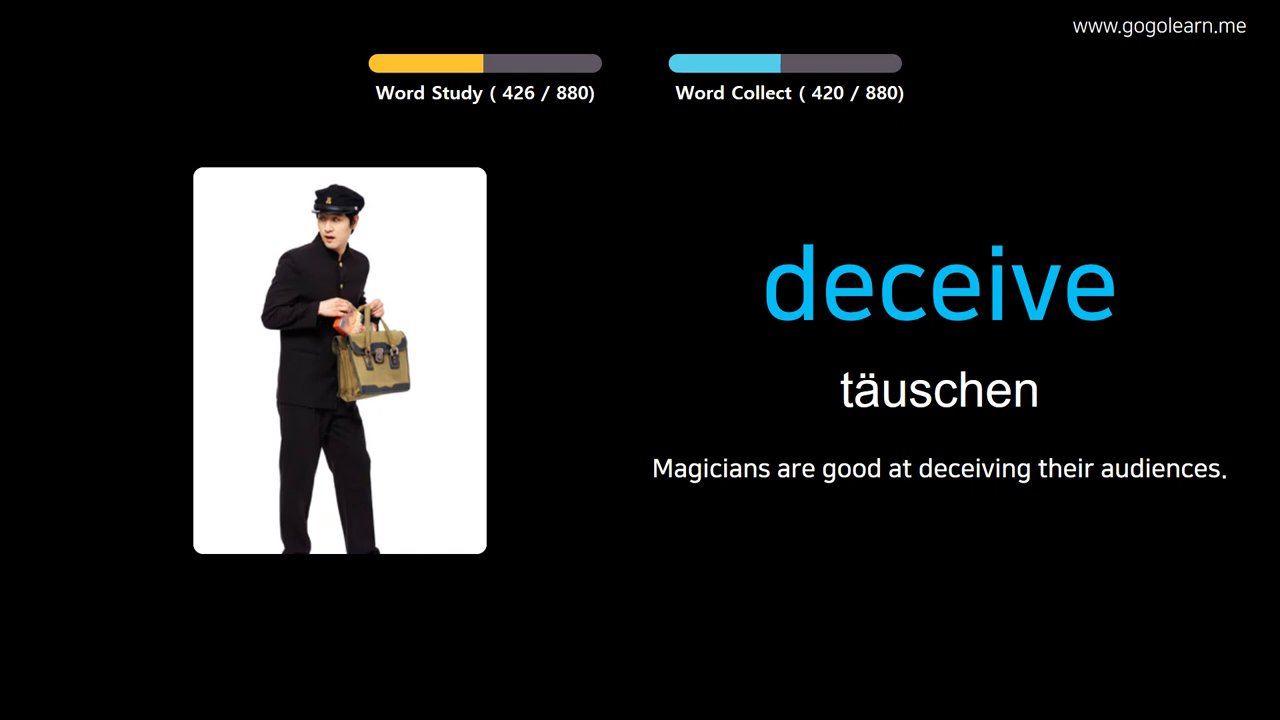 www.gogolearn.me
Word Study ( 426 / 880)
Word Collect ( 420 / 880)
deceive
täuschen
Magicians are good at deceiving their audiences.